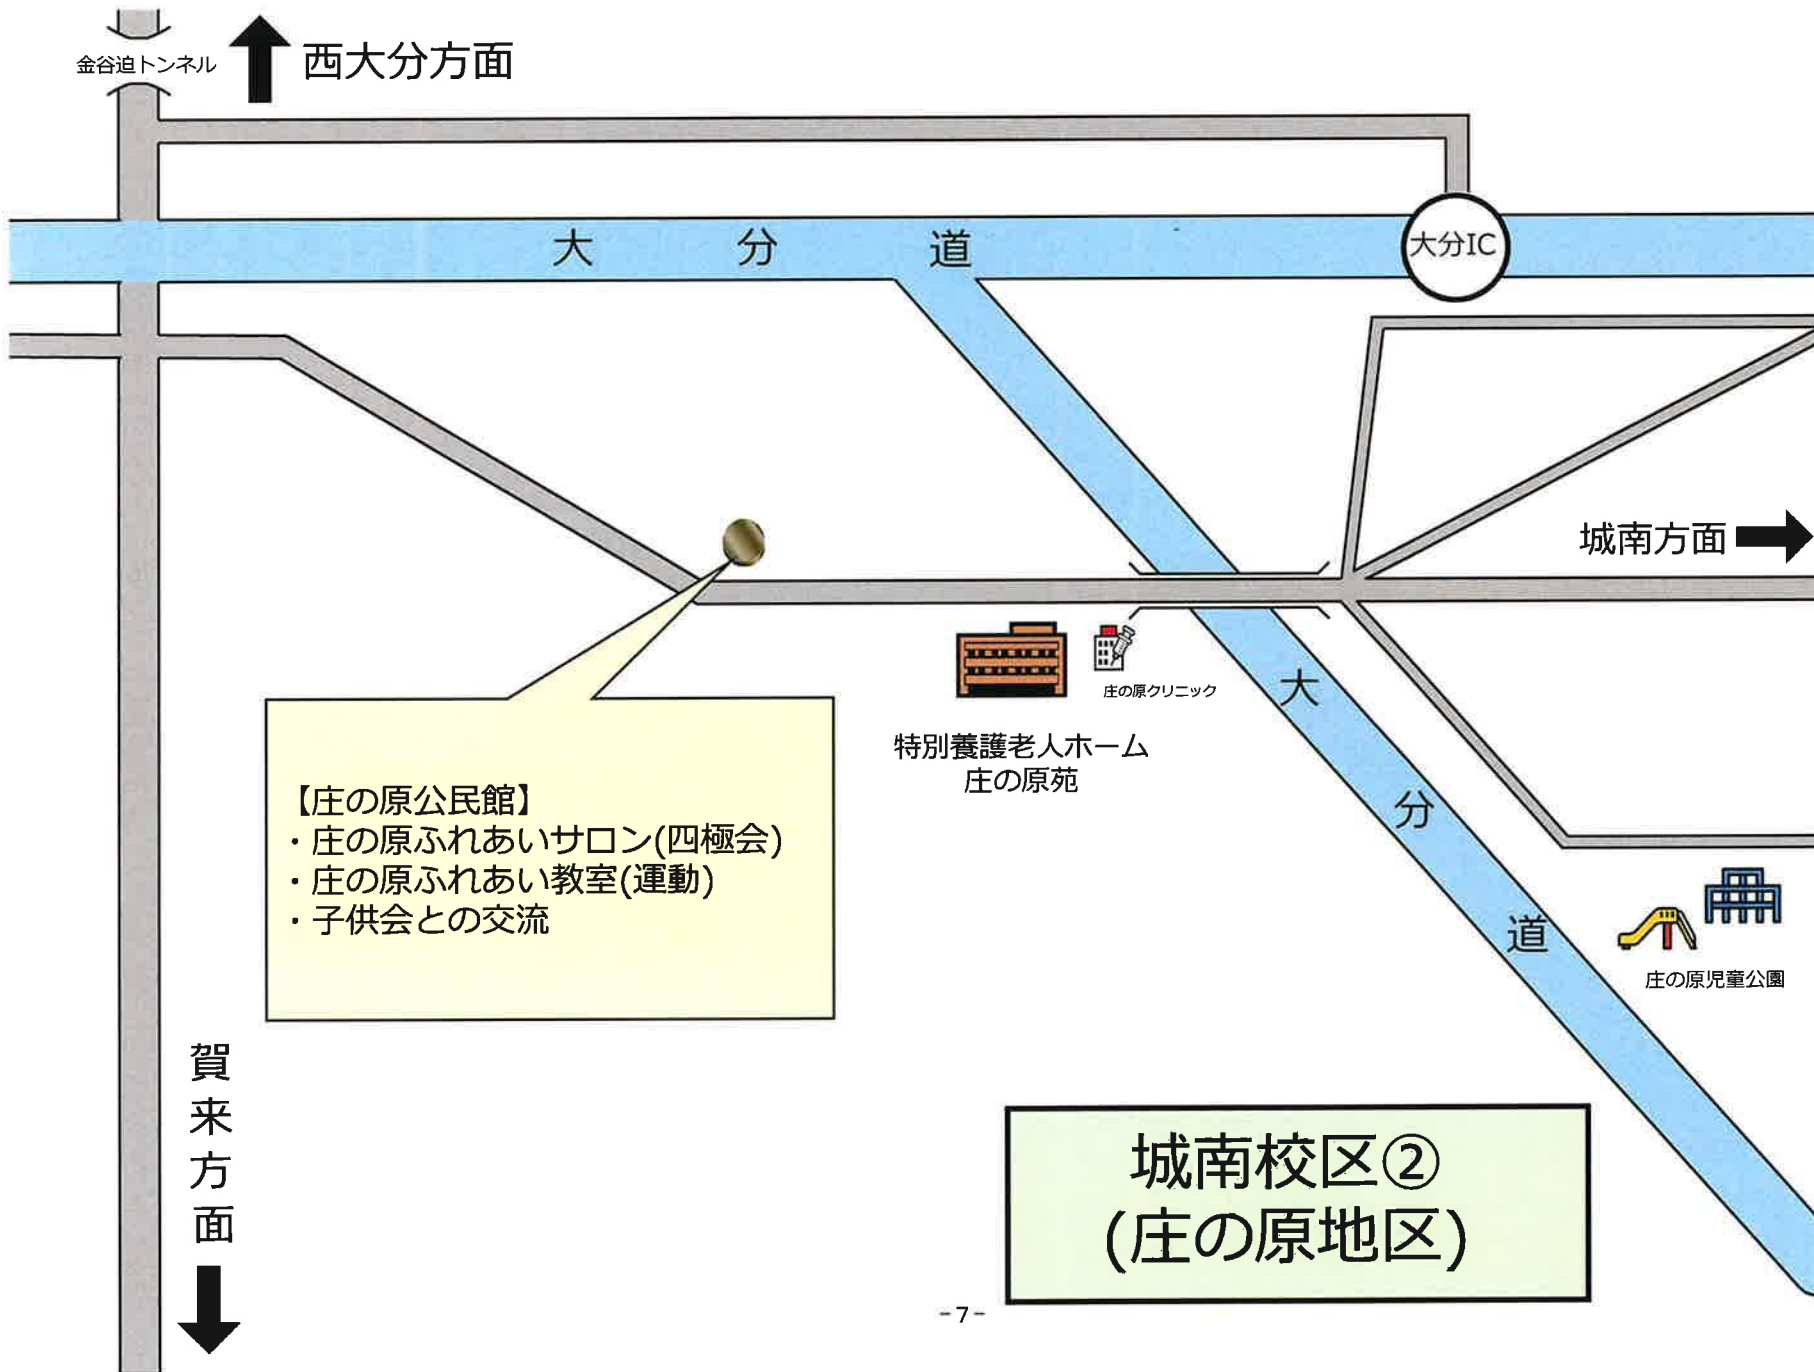 金谷迫トンネル
西大分方面
大分道
大分IC
城南方面
庄の原クリニック
特別養護老人ホーム
庄の原苑
大分道
【庄の原公民館】
・庄の原ふれあいサロン(四極会)
・庄の原ふれあい教室(運動)
・子供会との交流
庄の原児童公園
賀来方面
城南校区②
(庄の原地区)
-7-